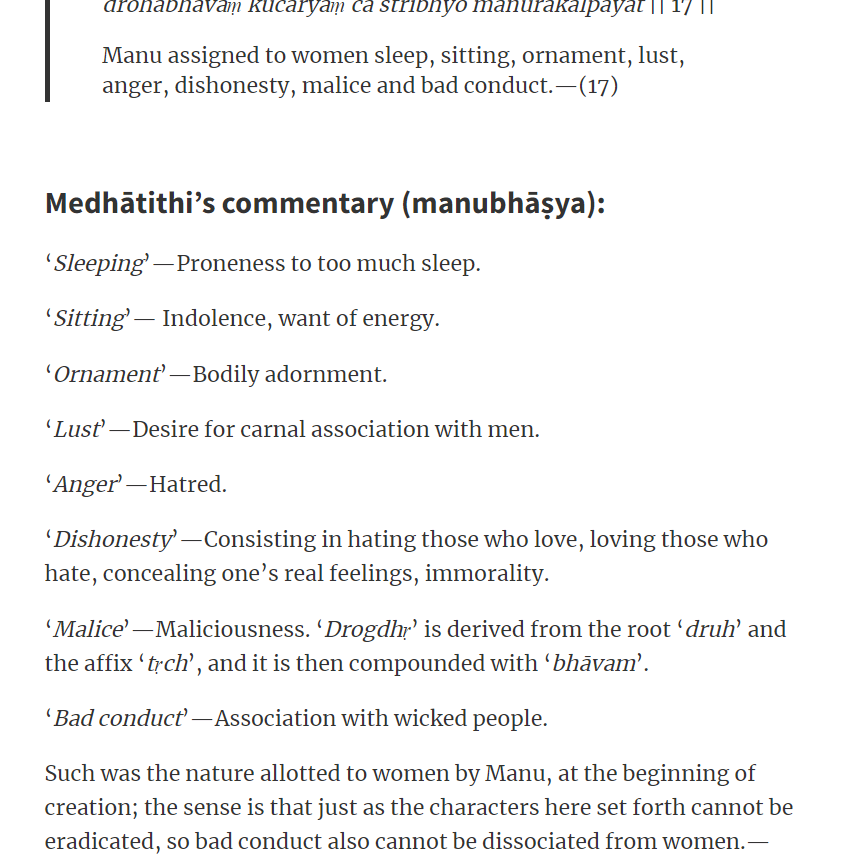 drohabhāvaṃ kucaryāṃ ca strībhyo manurakalpayat || 17 ||
Manu assigned to women sleep, sitting, ornament, lust,
anger, dishonesty, malice and bad conduct.—(17)
Medhātithi’s commentary (manubhāṣya):
‘Sleeping’—Proneness to too much sleep.
‘Sitting’— Indolence, want of energy.
‘Ornament’—Bodily adornment.
‘Lust’—Desire for carnal association with men.
‘Anger’—Hatred.
‘Dishonesty’—Consisting in hating those who love, loving those who
hate, concealing one’s real feelings, immorality.
‘Malice’—Maliciousness. ‘Drogdhṛ’ is derived from the root ‘druh’ and
the affix ‘tṛch’, and it is then compounded with ‘bhāvam’.
‘Bad conduct’—Association with wicked people.
Such was the nature allotted to women by Manu, at the beginning of
creation; the sense is that just as the characters here set forth cannot be
eradicated, so bad conduct also cannot be dissociated from women.—